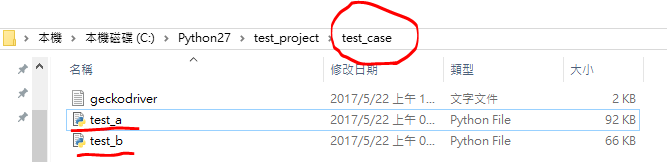 本機 › 本機磁碟 (C:) › Python27 › test_project › test_case
名稱 修改日期 類型 大小
geckodriver 2017/5/22 上午 1... 文字文件 2 KB
test_a 2017/5/22 上午 0... Python File 92 KB
test_b 2017/5/22 上午 0... Python File 66 KB